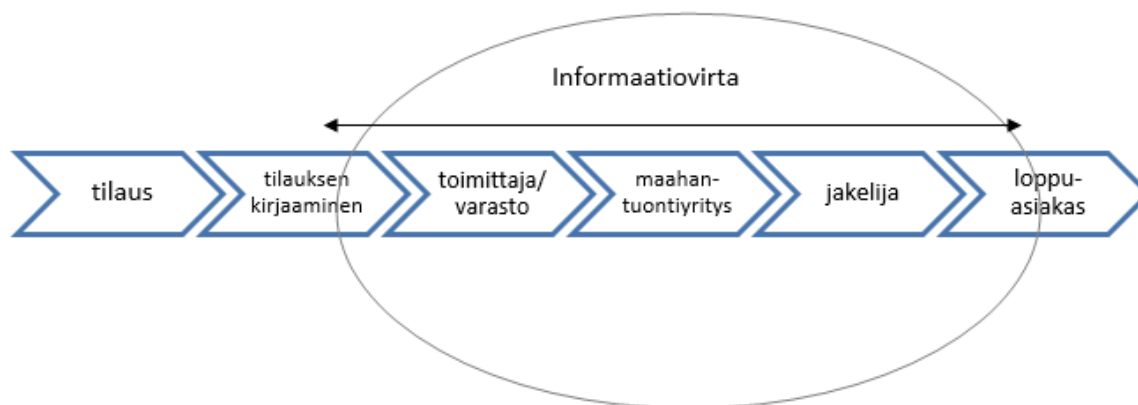 Informaatiovirta
tilaus
tilauksen
kirjaaminen
toimittaja/
varasto
maahan-
tuontiyritys
jakelija
loppu-
asiakas